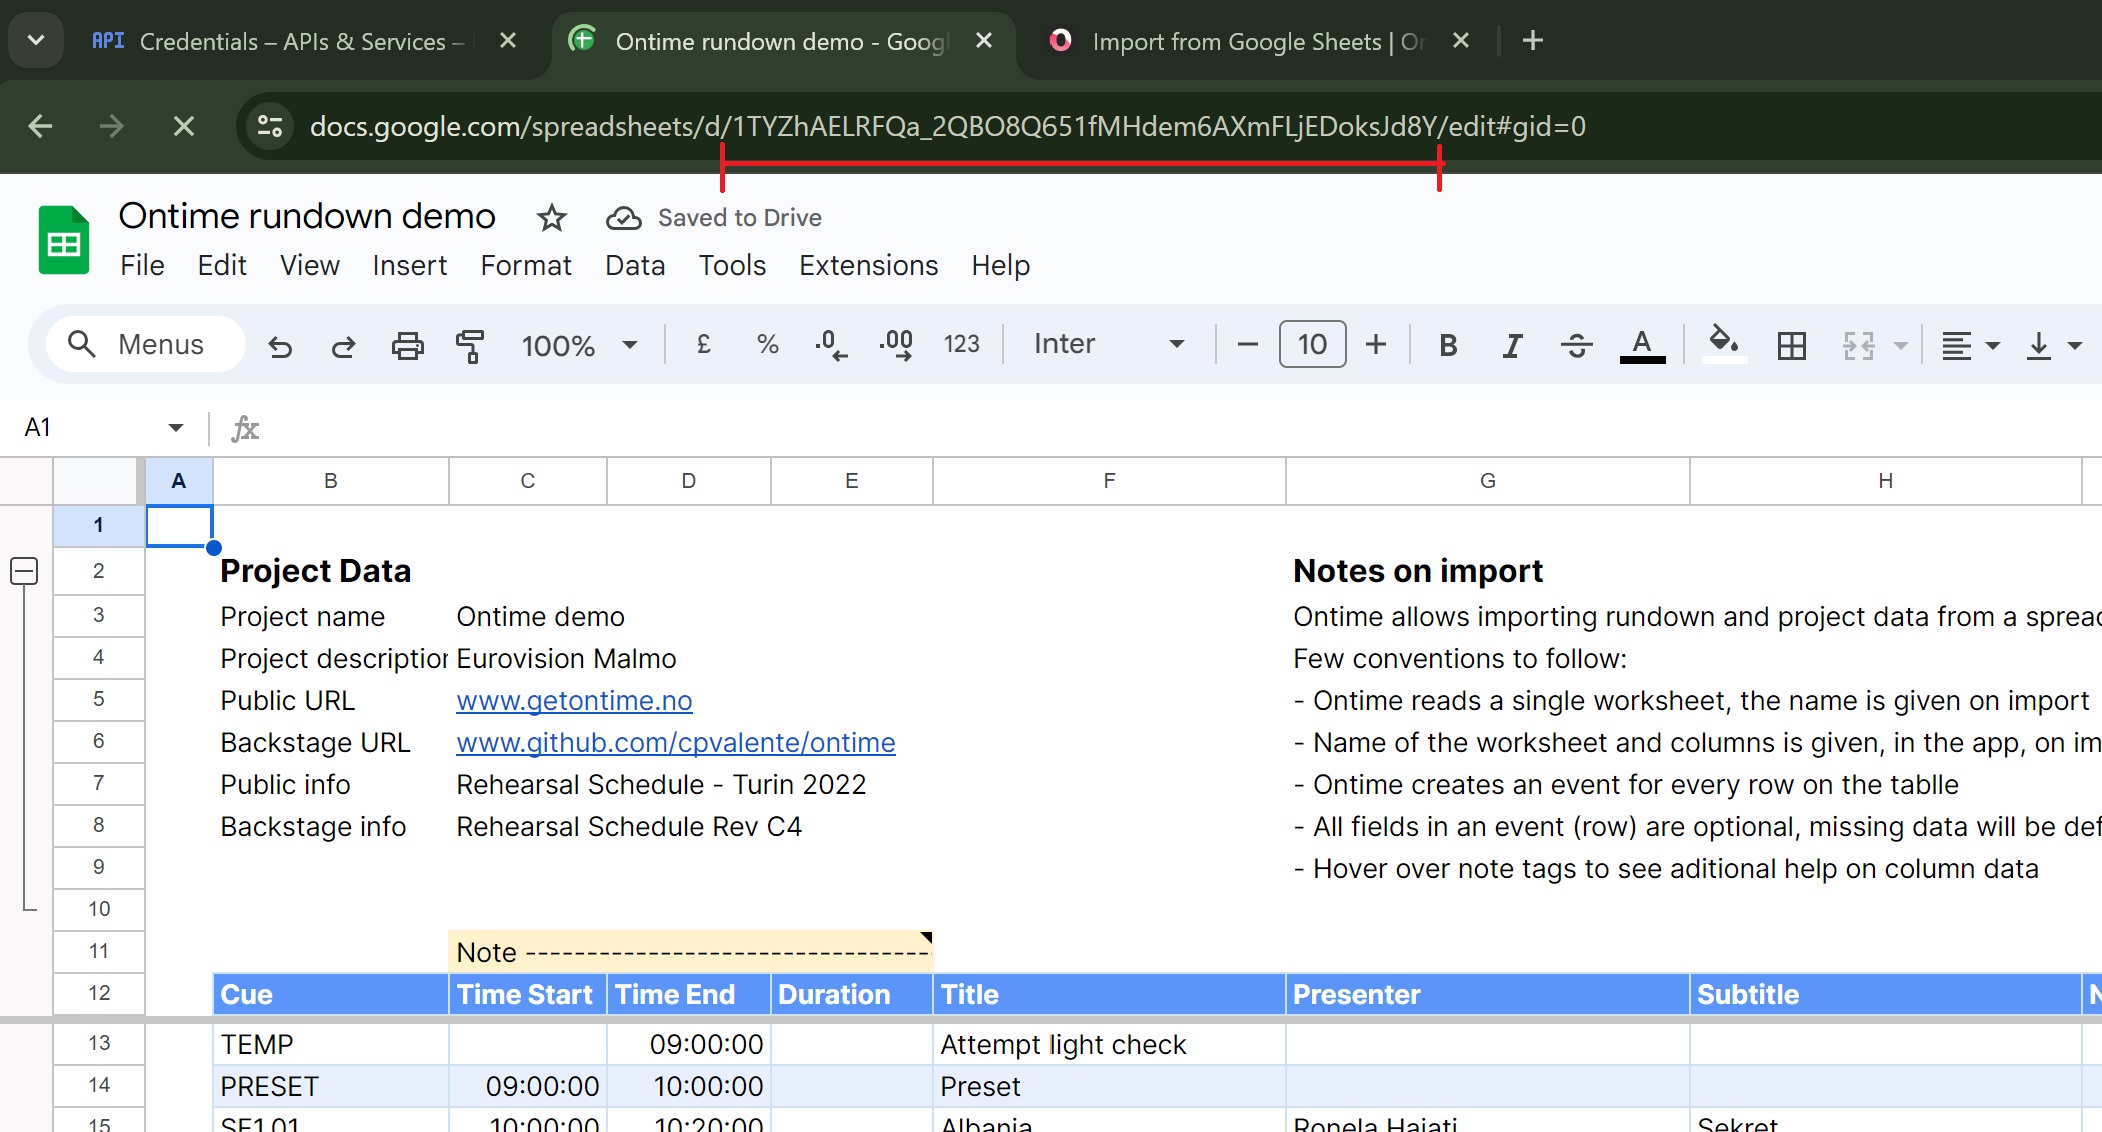 API Credentials – APIs & Services –
Ontime rundown demo - Goog
Import from Google Sheets | On
docs.google.com/spreadsheets/d/1TYZhAELRFQa_2QBO8Q651fMHdem6AXmFLjEDoksJd8Y/edit#gid=0
Ontime rundown demo Saved to Drive
File Edit View Insert Format Data Tools Extensions Help
Menus 100% £ % .0 .00 123 Inter 10 B I S A
A1 fx
A B C D E F G H
1
2 Project Data Notes on import
3 Project name Ontime demo Ontime allows importing rundown and project data from a spread
4 Project description Eurovision Malmo Few conventions to follow:
5 Public URL www.getontime.no - Ontime reads a single worksheet, the name is given on import
6 Backstage URL www.github.com/cpvalente/ontime - Name of the worksheet and columns is given, in the app, on im
7 Public info Rehearsal Schedule - Turin 2022 - Ontime creates an event for every row on the tablle
8 Backstage info Rehearsal Schedule Rev C4 - All fields in an event (row) are optional, missing data will be def
9 - Hover over note tags to see aditional help on column data
10
11 Note ---------------------------------
12 Cue Time Start Time End Duration Title Presenter Subtitle N
13 TEMP 09:00:00 Attempt light check
14 PRESET 09:00:00 10:00:00 Preset
15 SF1.01 10:00:00 10:20:00 Albania Ronela Hajati Sekret